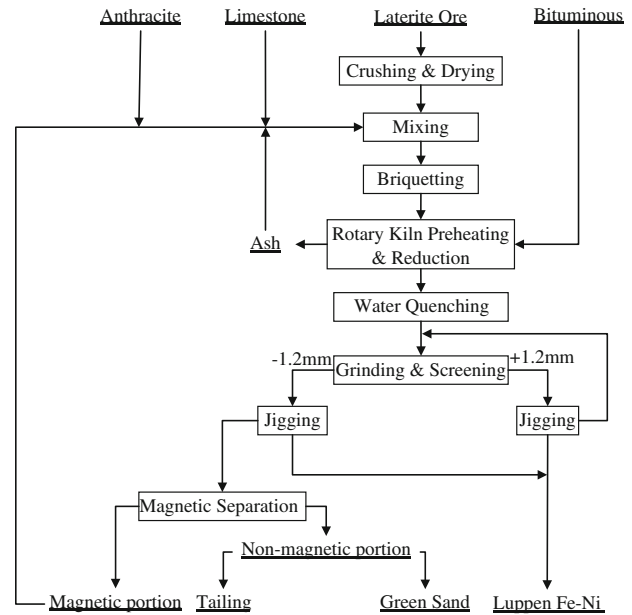 Anthracite
Limestone
Laterite Ore
Bituminous
Crushing & Drying
Mixing
Briquetting
Rotary Kiln Preheating
& Reduction
Ash
Water Quenching
-1.2mm
Grinding & Screening
+1.2mm
Jigging
Jigging
Magnetic Separation
Non-magnetic portion
Magnetic portion
Tailing
Green Sand
Luppen Fe-Ni